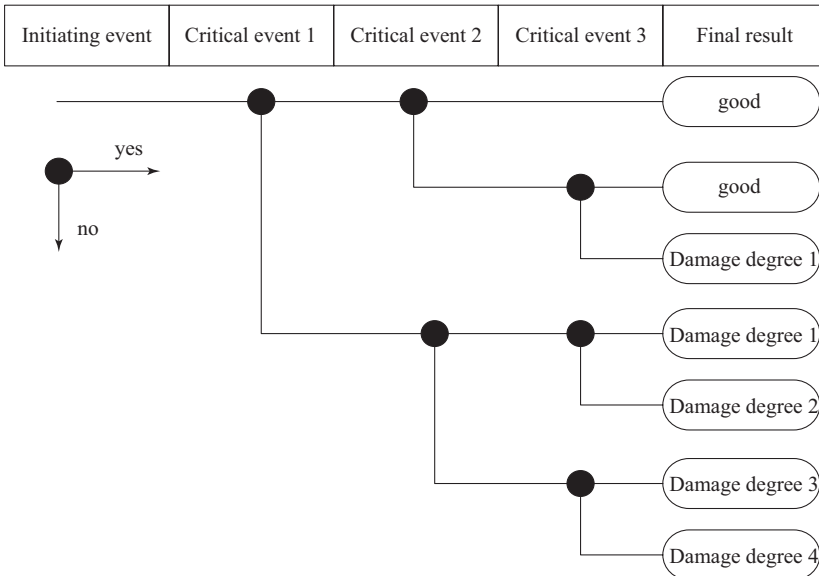 Initiating event
Critical event 1
Critical event 2
Critical event 3
Final result
good
yes
no
good
Damage degree 1
Damage degree 1
Damage degree 2
Damage degree 3
Damage degree 4